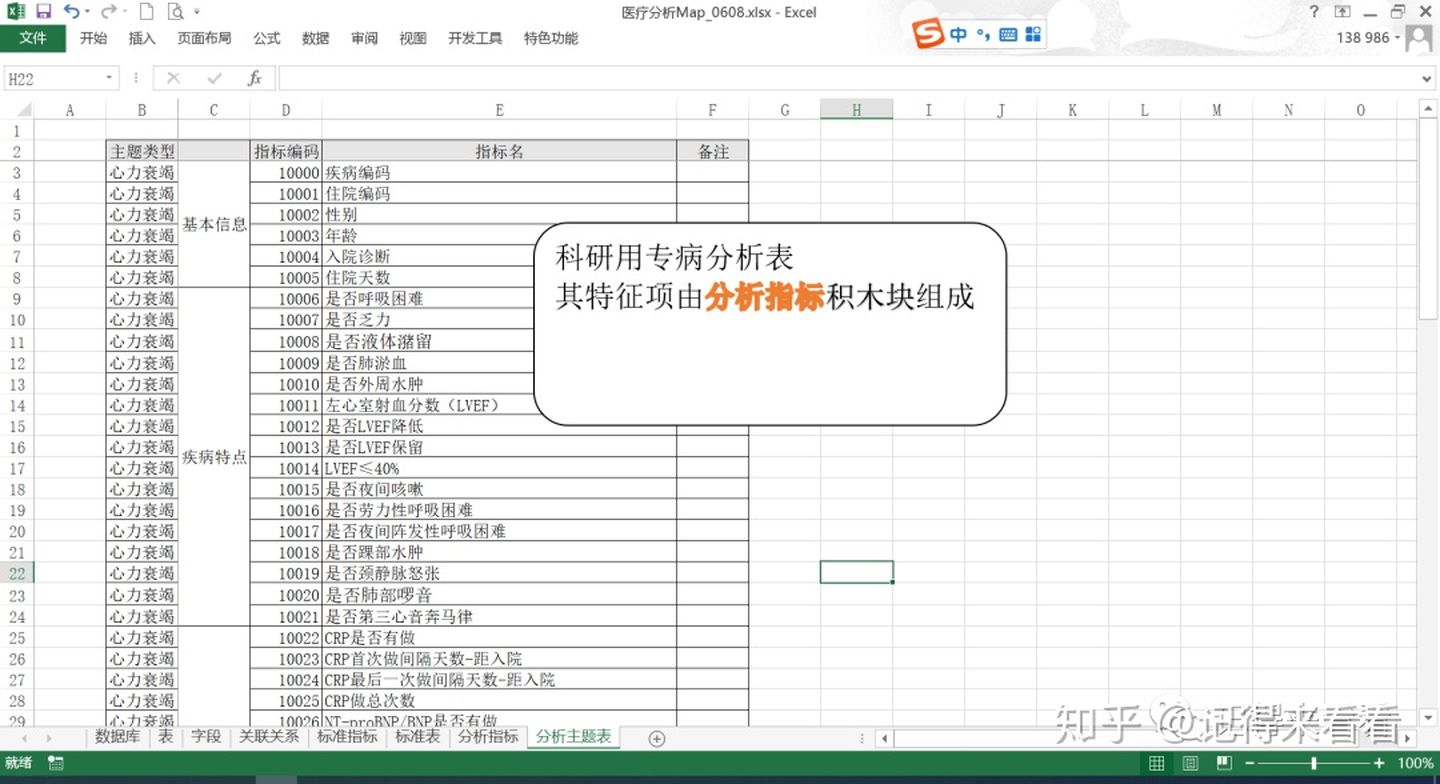 医疗分析Map_0608.xlsx - Excel
文件 开始 插入 页面布局 公式 数据 审阅 视图 开发工具 特色功能
中
138 986
H22
fx
A B C D E F G H I J K L M N O
1
2 主题类型 指标编码 指标名 备注
3 心力衰竭 10000 疾病编码
4 心力衰竭 10001 住院编码
5 心力衰竭 10002 性别
基本信息
6 心力衰竭 10003 年龄
7 心力衰竭 10004 入院诊断
8 心力衰竭 10005 住院天数
9 心力衰竭 10006 是否呼吸困难
10 心力衰竭 10007 是否乏力
11 心力衰竭 10008 是否液体潴留
12 心力衰竭 10009 是否肺淤血
13 心力衰竭 10010 是否外周水肿
14 心力衰竭 10011 左心室射血分数（LVEF）
15 心力衰竭 10012 是否LVEF降低
16 心力衰竭 10013 是否LVEF保留
疾病特点
17 心力衰竭 10014 LVEF≤40%
18 心力衰竭 10015 是否夜间咳嗽
19 心力衰竭 10016 是否劳力性呼吸困难
20 心力衰竭 10017 是否夜间阵发性呼吸困难
21 心力衰竭 10018 是否踝部水肿
22 心力衰竭 10019 是否颈静脉怒张
23 心力衰竭 10020 是否肺部啰音
24 心力衰竭 10021 是否第三心音奔马律
25 心力衰竭 10022 CRP是否有做
26 心力衰竭 10023 CRP首次做间隔天数-距入院
27 心力衰竭 10024 CRP最后一次做间隔天数-距入院
28 心力衰竭 10025 CRP做总次数
29 心力衰竭 10026 NT-proBNP/BNP是否有做
科研用专病分析表
其特征项由分析指标积木块组成
数据库 表 字段 关联关系 标准指标 标准表 分析指标 分析主题表
知乎 @记得来看看
就绪
100%